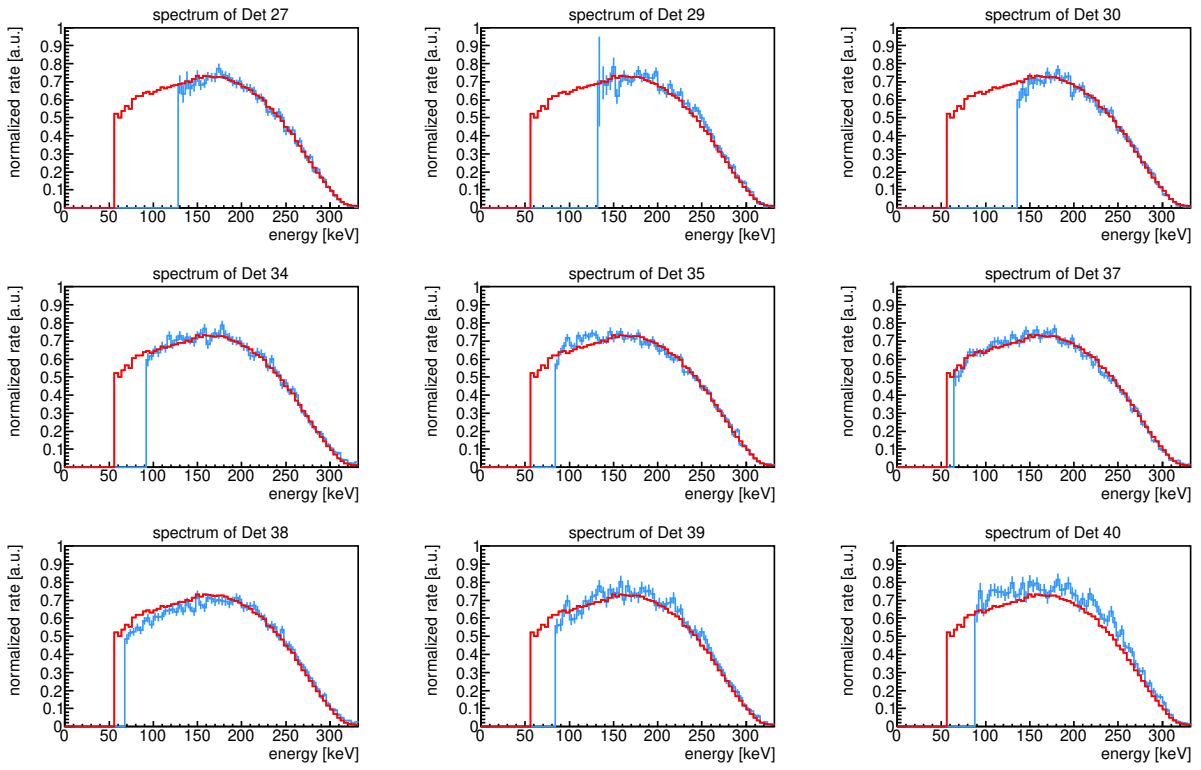 spectrum of Det 27
normalized rate [a.u.]
1
0.9
0.8
0.7
0.6
0.5
0.4
0.3
0.2
0.1
0
0 50 100 150 200 250 300
energy [keV]
spectrum of Det 29
normalized rate [a.u.]
1
0.9
0.8
0.7
0.6
0.5
0.4
0.3
0.2
0.1
0
0 50 100 150 200 250 300
energy [keV]
spectrum of Det 30
normalized rate [a.u.]
1
0.9
0.8
0.7
0.6
0.5
0.4
0.3
0.2
0.1
0
0 50 100 150 200 250 300
energy [keV]
spectrum of Det 34
normalized rate [a.u.]
1
0.9
0.8
0.7
0.6
0.5
0.4
0.3
0.2
0.1
0
0 50 100 150 200 250 300
energy [keV]
spectrum of Det 35
normalized rate [a.u.]
1
0.9
0.8
0.7
0.6
0.5
0.4
0.3
0.2
0.1
0
0 50 100 150 200 250 300
energy [keV]
spectrum of Det 37
normalized rate [a.u.]
1
0.9
0.8
0.7
0.6
0.5
0.4
0.3
0.2
0.1
0
0 50 100 150 200 250 300
energy [keV]
spectrum of Det 38
normalized rate [a.u.]
1
0.9
0.8
0.7
0.6
0.5
0.4
0.3
0.2
0.1
0
0 50 100 150 200 250 300
energy [keV]
spectrum of Det 39
normalized rate [a.u.]
1
0.9
0.8
0.7
0.6
0.5
0.4
0.3
0.2
0.1
0
0 50 100 150 200 250 300
energy [keV]
spectrum of Det 40
normalized rate [a.u.]
1
0.9
0.8
0.7
0.6
0.5
0.4
0.3
0.2
0.1
0
0 50 100 150 200 250 300
energy [keV]